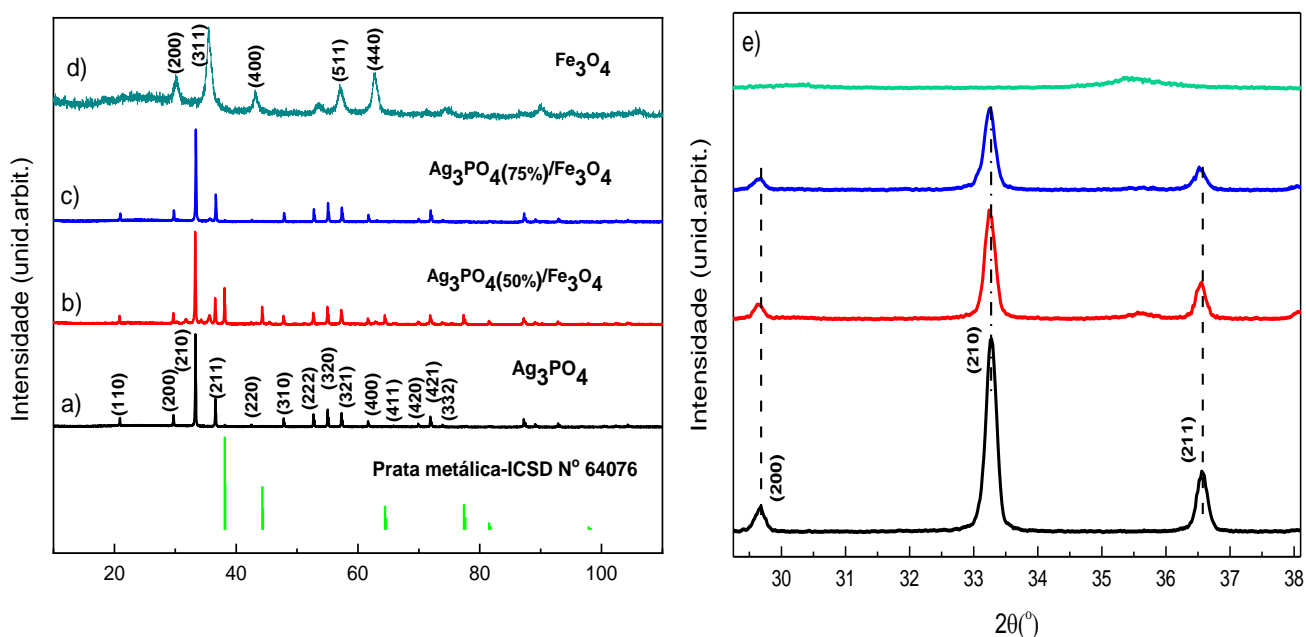 d)
(200)
(311)
(400)
(511)
(440)
Fe3O4
c)
Ag3PO4(75%)/Fe3O4
b)
Ag3PO4(50%)/Fe3O4
a)
(110)
(200)
(210)
(211)
(220)
(310)
(222)
(320)
(321)
(400)
(411)
(420)
(421)
(332)
Ag3PO4
Prata metálica-ICSD Nº 64076
Intensidade (unid.arbit.)
20 40 60 80 100
e)
(200)
(210)
(211)
Intensidade (unid.arbit.)
30 31 32 33 34 35 36 37 38
2θ(°)